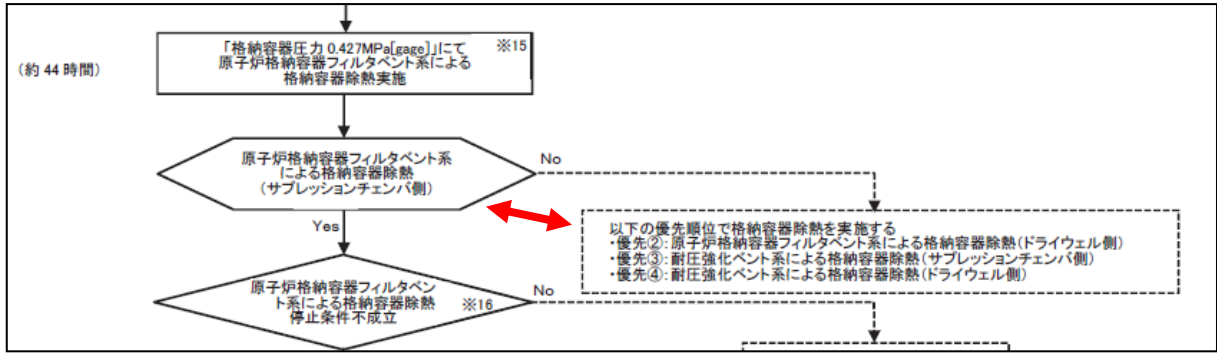 「格納容器圧力 0.427MPa[gage]」にて ※15
原子炉格納容器フィルタベント系による
格納容器除熱実施
(約 44 時間)
原子炉格納容器フィルタベント系
による格納容器除熱
(サプレッションチェンバ側)
No
Yes
以下の優先順位で格納容器除熱を実施する
・優先②:原子炉格納容器フィルタベント系による格納容器除熱(ドライウェル側)
・優先③:耐圧強化ベント系による格納容器除熱(サプレッションチェンバ側)
・優先④:耐圧強化ベント系による格納容器除熱(ドライウェル側)
原子炉格納容器フィルタベン
ト系による格納容器除熱 ※16
停止条件不成立
No